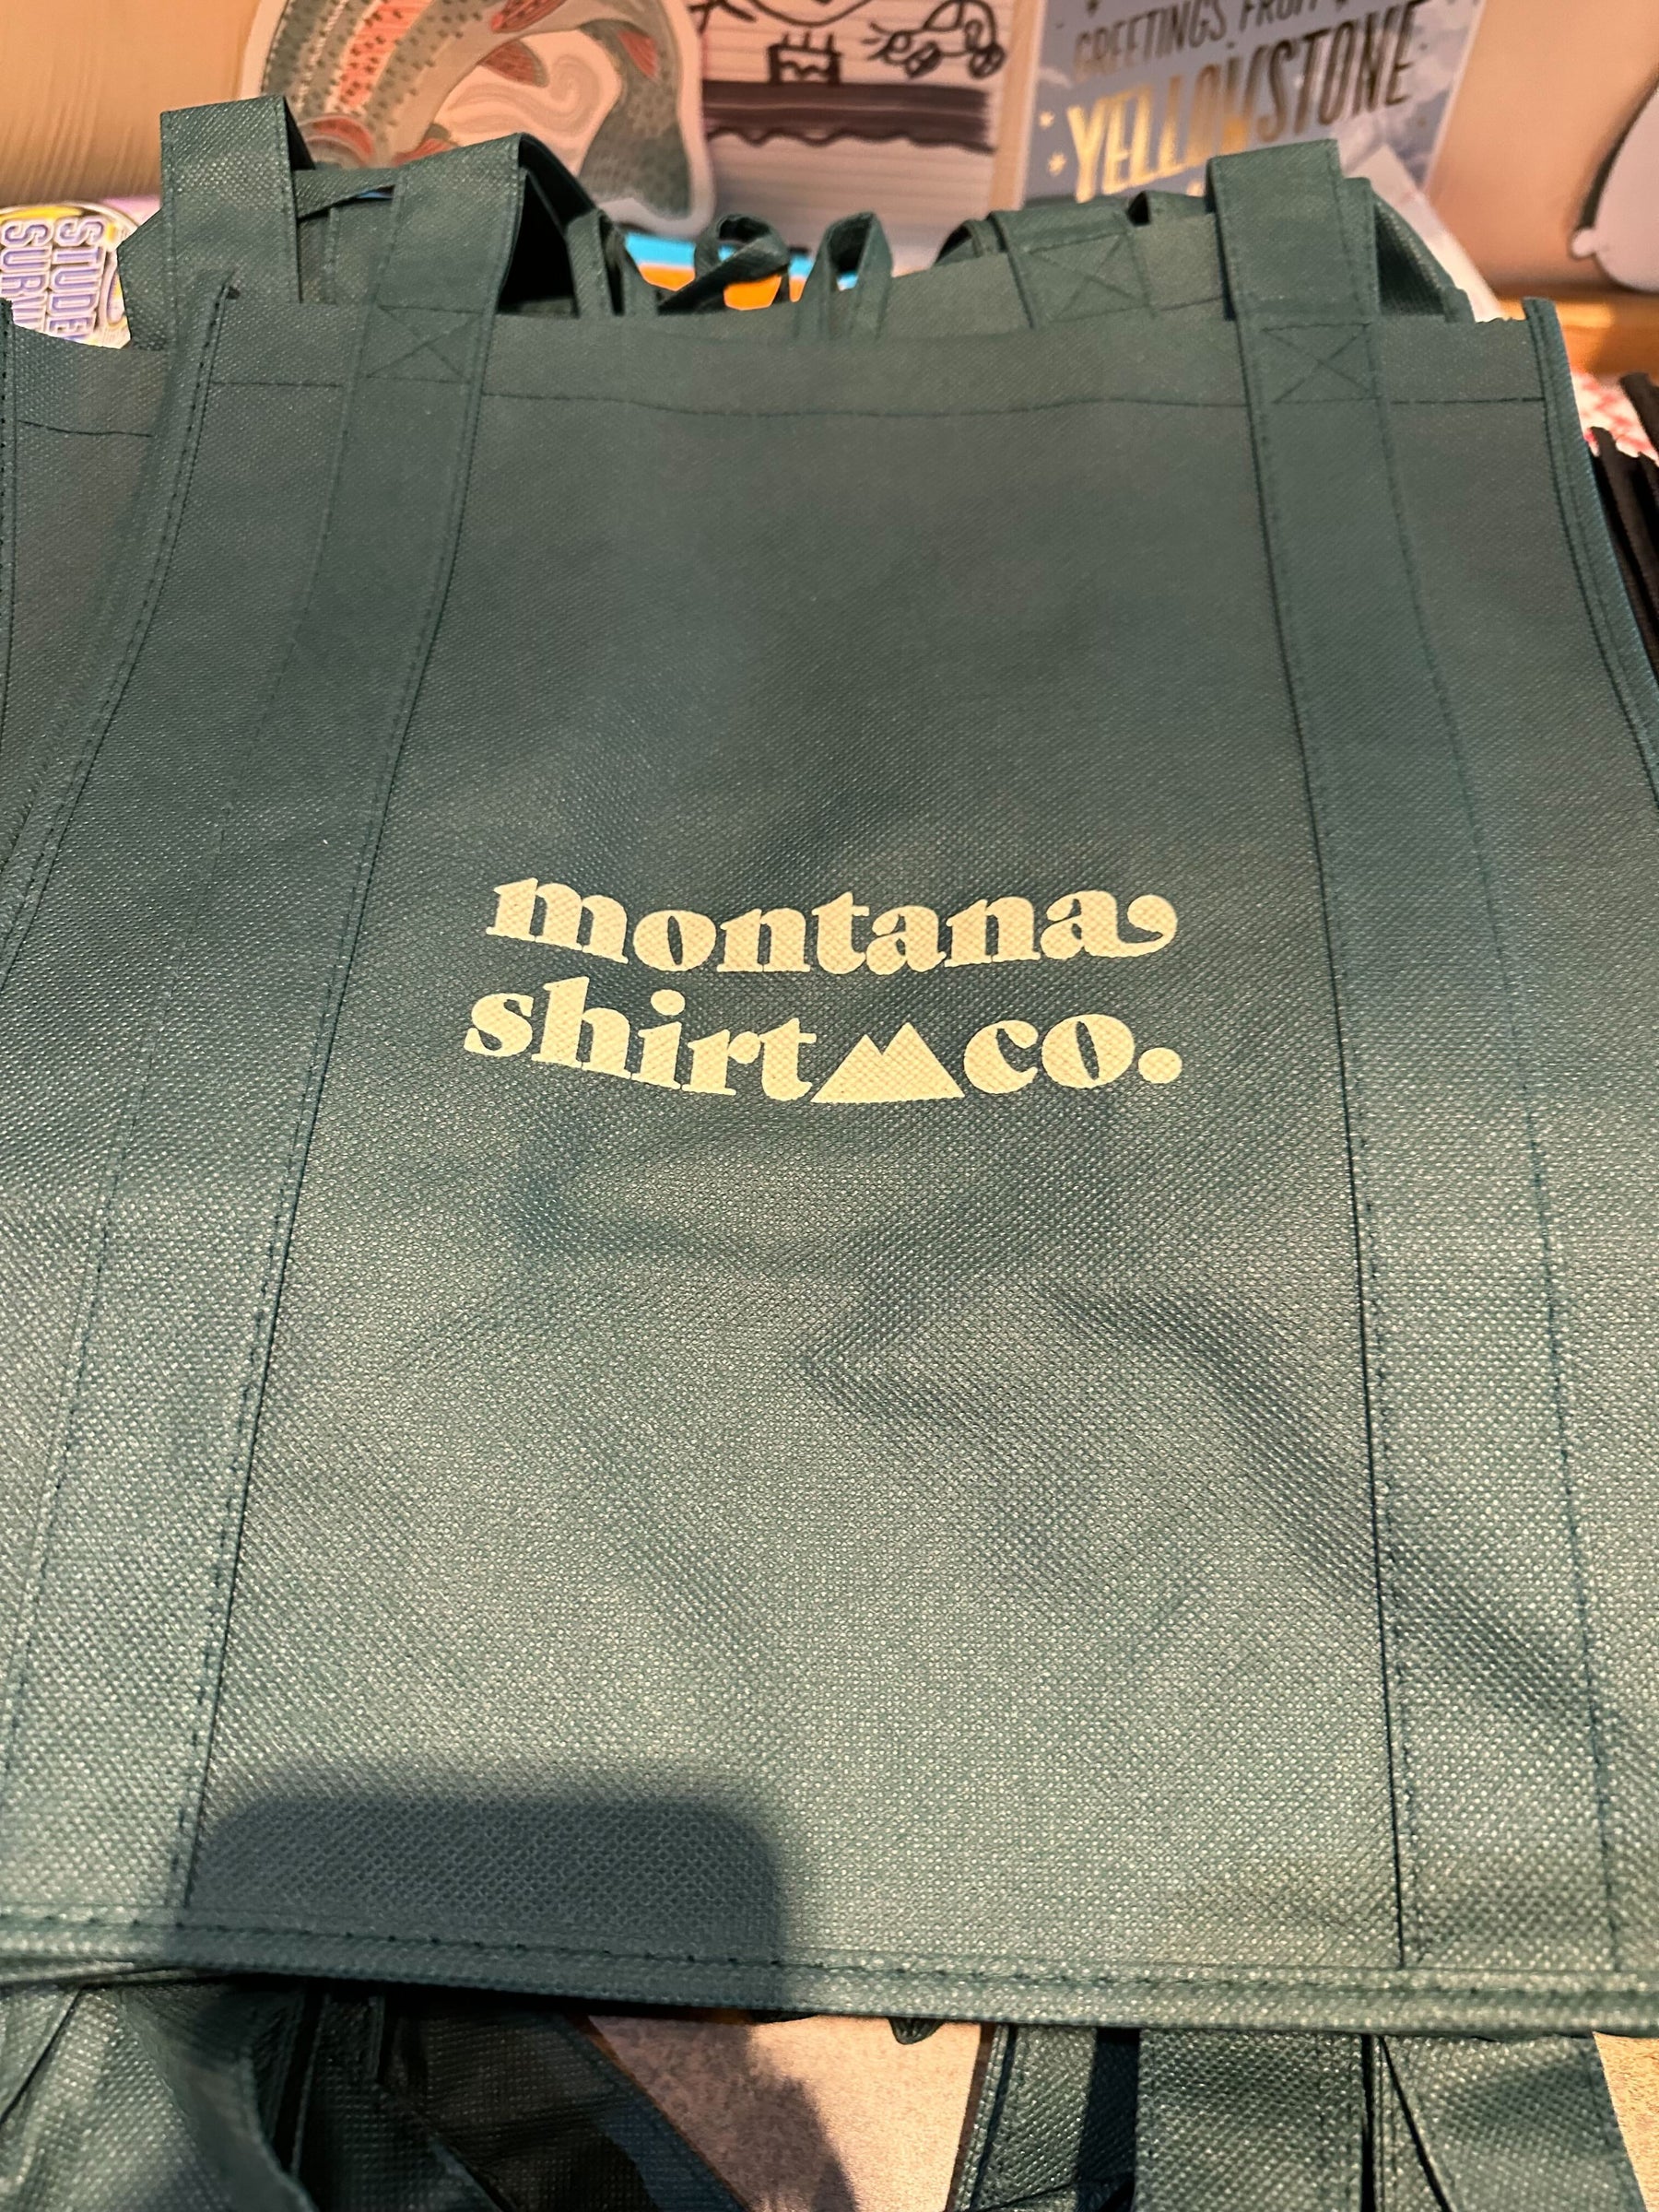 GREETINGS FROM
YELLOWSTONE
montana
shirt co.